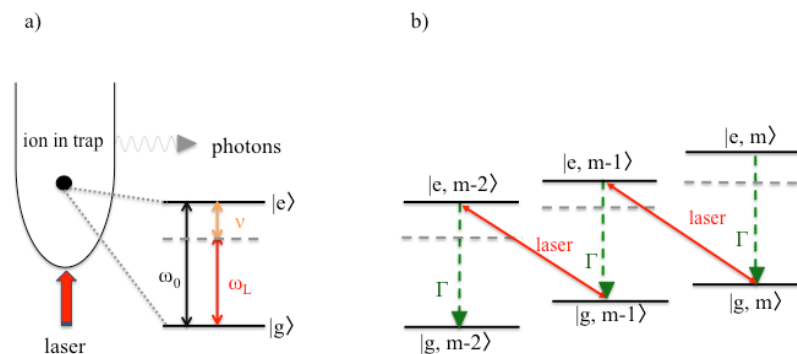 a)
ion in trap
photons
|e⟩
ν
ω0
ωL
|g⟩
laser
b)
|e, m⟩
|e, m-1⟩
|e, m-2⟩
laser
laser
Γ
Γ
Γ
|g, m⟩
|g, m-1⟩
|g, m-2⟩